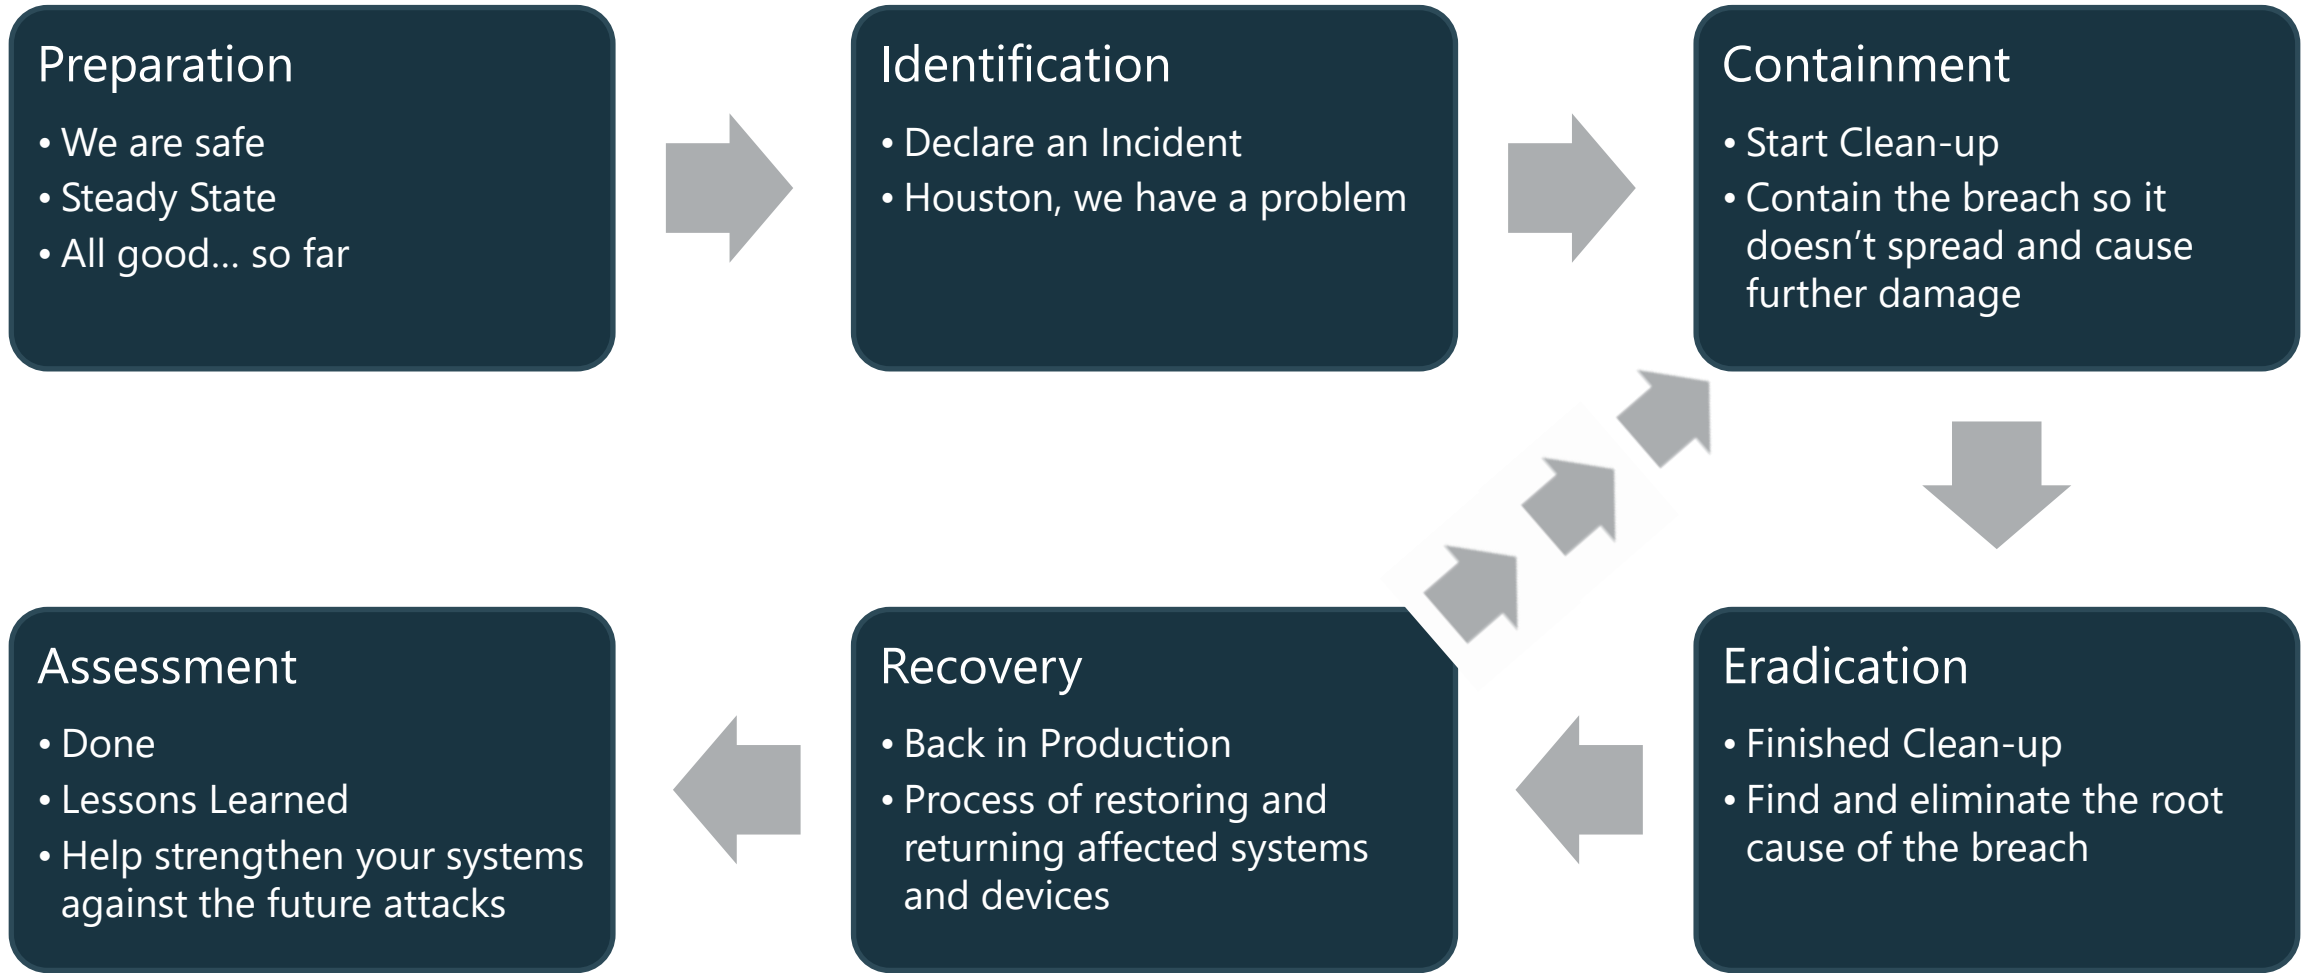 Preparation
• We are safe
• Steady State
• All good... so far
Identification
• Declare an Incident
• Houston, we have a problem
Containment
• Start Clean-up
• Contain the breach so it
doesn’t spread and cause
further damage
Eradication
• Finished Clean-up
• Find and eliminate the root
cause of the breach
Recovery
• Back in Production
• Process of restoring and
returning affected systems
and devices
Assessment
• Done
• Lessons Learned
• Help strengthen your systems
against the future attacks